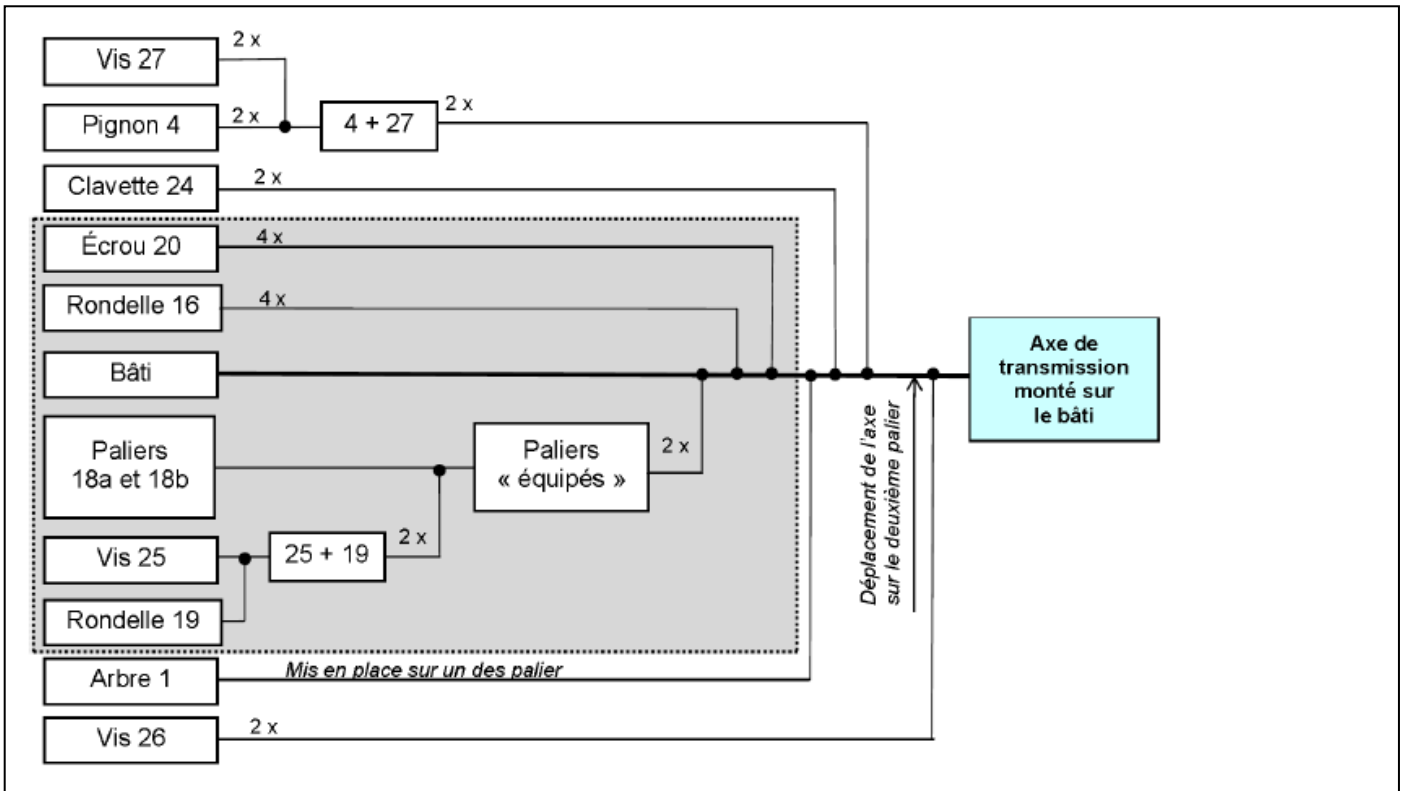 Vis 27
2 x
Pignon 4
2 x
4 + 27
2 x
Clavette 24
2 x
Écrou 20
4 x
Rondelle 16
4 x
Bâti
Axe de
transmission
monté sur
le bâti
Paliers
18a et 18b
Paliers
« équipés »
2 x
Déplacement de l'axe
sur le deuxième palier
Vis 25
25 + 19
2 x
Rondelle 19
Arbre 1
Mis en place sur un des palier
Vis 26
2 x